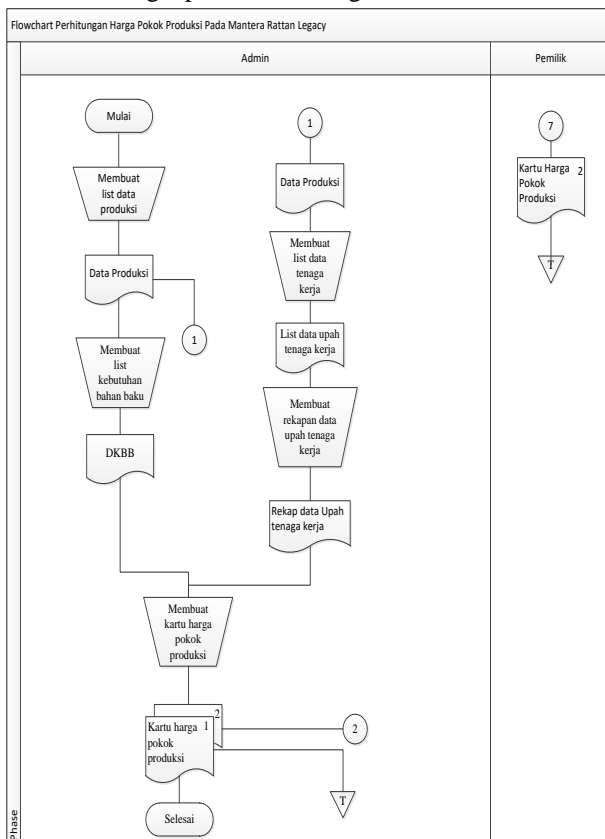 Flowchart Perhitungan Harga Pokok Produksi Pada Mantera Rattan Legacy
Admin
Pemilik
Mulai
Membuat
list data
produksi
Data Produksi
1
Membuat
list
kebutuhan
bahan baku
DKBB
1
Data Produksi
Membuat
list data
tenaga
kerja
List data upah
tenaga kerja
Membuat
rekapan data
upah tenaga
kerja
Rekap data Upah
tenaga kerja
Membuat
kartu harga
pokok
produksi
2
Kartu harga 1
pokok
produksi
2
T
Selesai
7
Kartu Harga 2
Pokok
Produksi
T
Phase